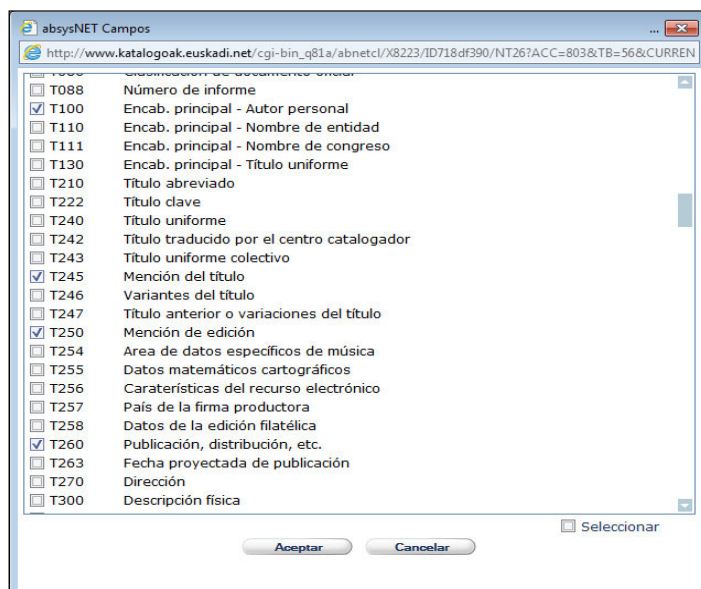 absysNET Campos ...
http://www.katalogoak.euskadi.net/cgi-bin_q81a/abnetcl/X8223/ID718df390/NT26?ACC=803&TB=56&CURREN
T088 Número de informe
T100 Encab. principal - Autor personal
T110 Encab. principal - Nombre de entidad
T111 Encab. principal - Nombre de congreso
T130 Encab. principal - Título uniforme
T210 Título abreviado
T222 Título clave
T240 Título uniforme
T242 Título traducido por el centro catalogador
T243 Título uniforme colectivo
T245 Mención del título
T246 Variantes del título
T247 Título anterior o variaciones del título
T250 Mención de edición
T254 Area de datos específicos de música
T255 Datos matemáticos cartográficos
T256 Caraterísticas del recurso electrónico
T257 País de la firma productora
T258 Datos de la edición filatélica
T260 Publicación, distribución, etc.
T263 Fecha proyectada de publicación
T270 Dirección
T300 Descripción física
Seleccionar
Aceptar Cancelar